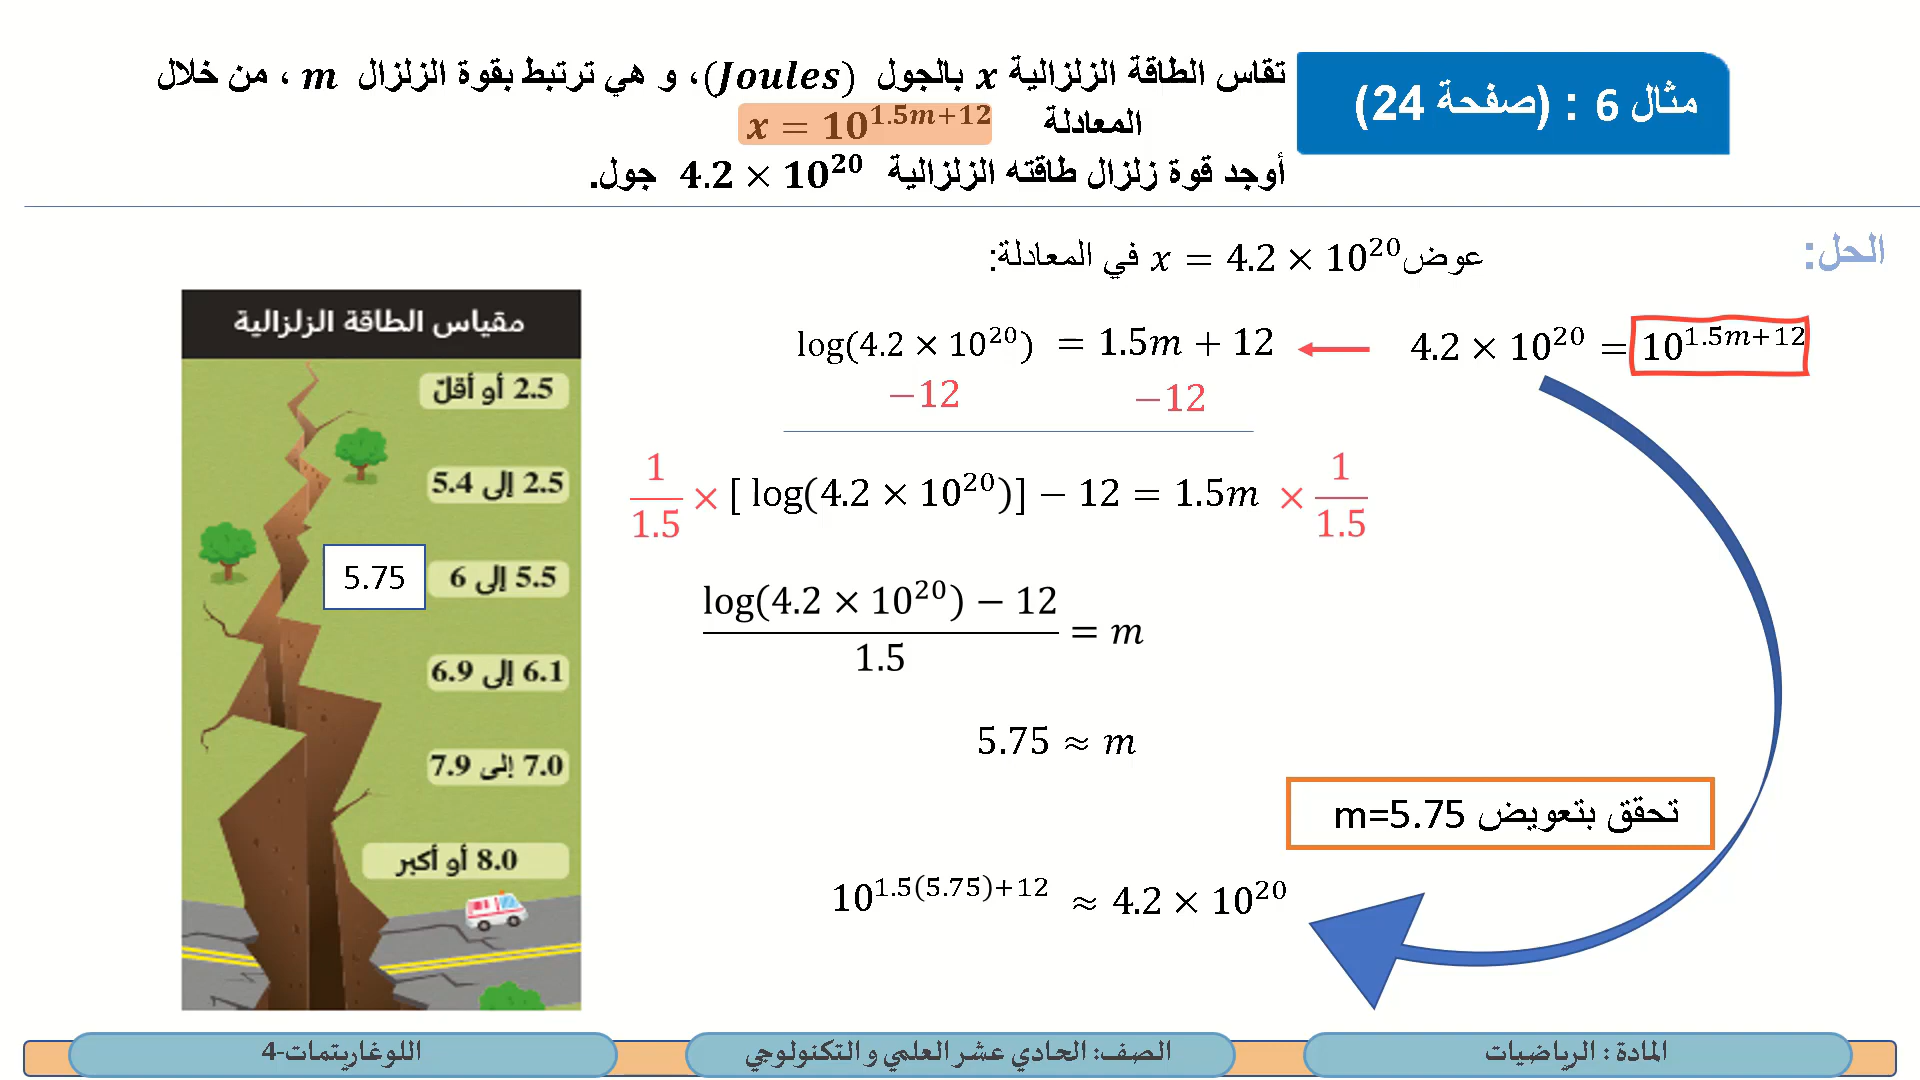 مثال 6 : (صفحة 24)
تقاس الطاقة الزلزالية x بالجول (Joules)، و هي ترتبط بقوة الزلزال m ، من خلال
المعادلة x = 10^{1.5m+12}
أوجد قوة زلزال طاقته الزلزالية 4.2 × 10^{20} جول.
الحل:
عوض x = 4.2 × 10^{20} في المعادلة:
4.2 × 10^{20} = 10^{1.5m+12}
log(4.2 × 10^{20}) = 1.5m + 12
−12 −12
1/1.5 × [ log(4.2 × 10^{20})] − 12 = 1.5m × 1/1.5
(log(4.2 × 10^{20}) − 12)/1.5 = m
5.75 ≈ m
تحقق بتعويض m=5.75
10^{1.5(5.75)+12} ≈ 4.2 × 10^{20}
مقياس الطاقة الزلزالية
2.5 أو أقلّ
2.5 إلى 5.4
5.5 إلى 6
5.75
6.1 إلى 6.9
7.0 إلى 7.9
8.0 أو أكبر
المادة : الرياضيات
الصف: الحادي عشر العلمي و التكنولوجي
اللوغاريتمات-4